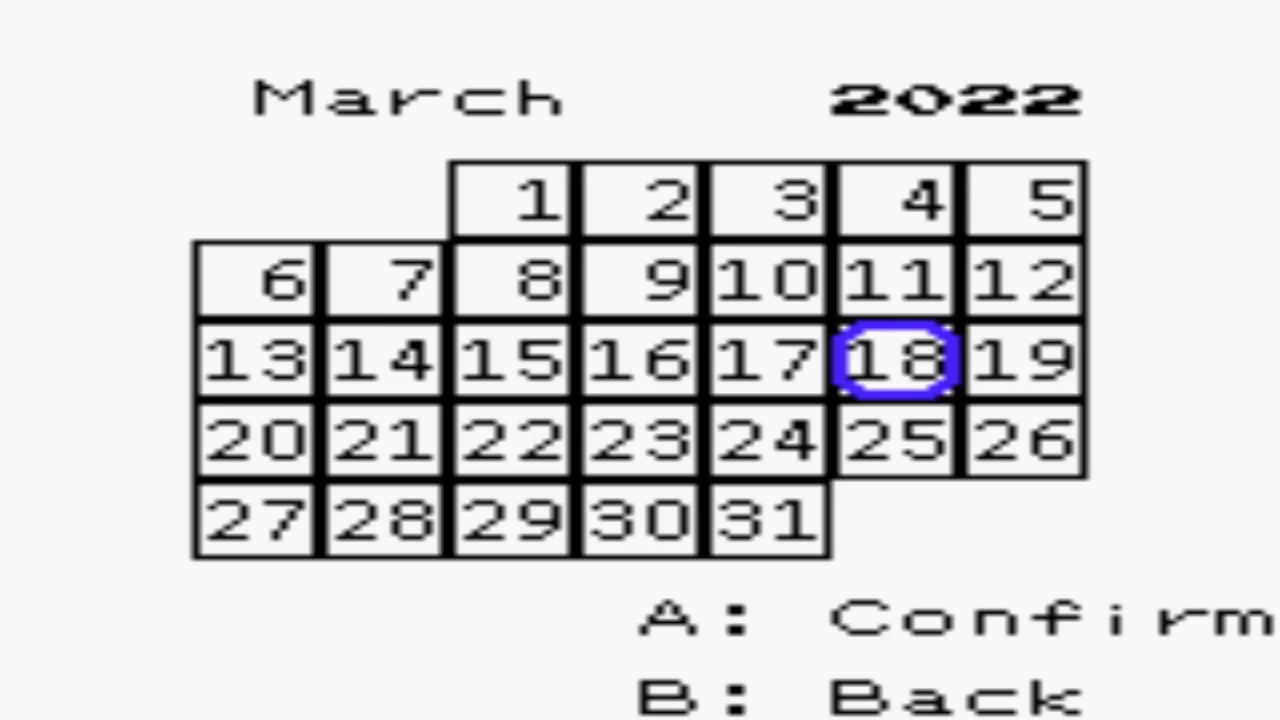 March 2022
1 2 3 4 5
6 7 8 9 10 11 12
13 14 15 16 17 18 19
20 21 22 23 24 25 26
27 28 29 30 31
A: Confirm
B: Back